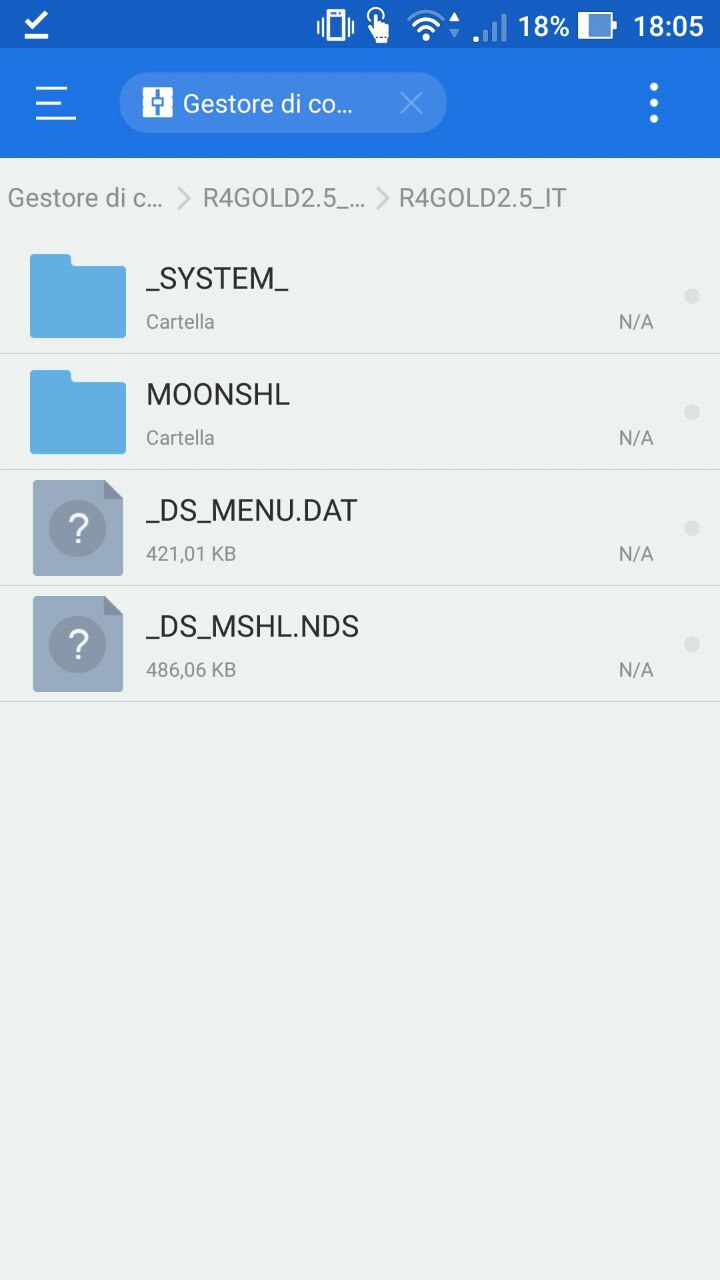 18% 18:05
Gestore di co...
Gestore di c... R4GOLD2.5_... R4GOLD2.5_IT
_SYSTEM_
Cartella N/A
MOONSHL
Cartella N/A
?
_DS_MENU.DAT
421,01 KB N/A
?
_DS_MSHL.NDS
486,06 KB N/A